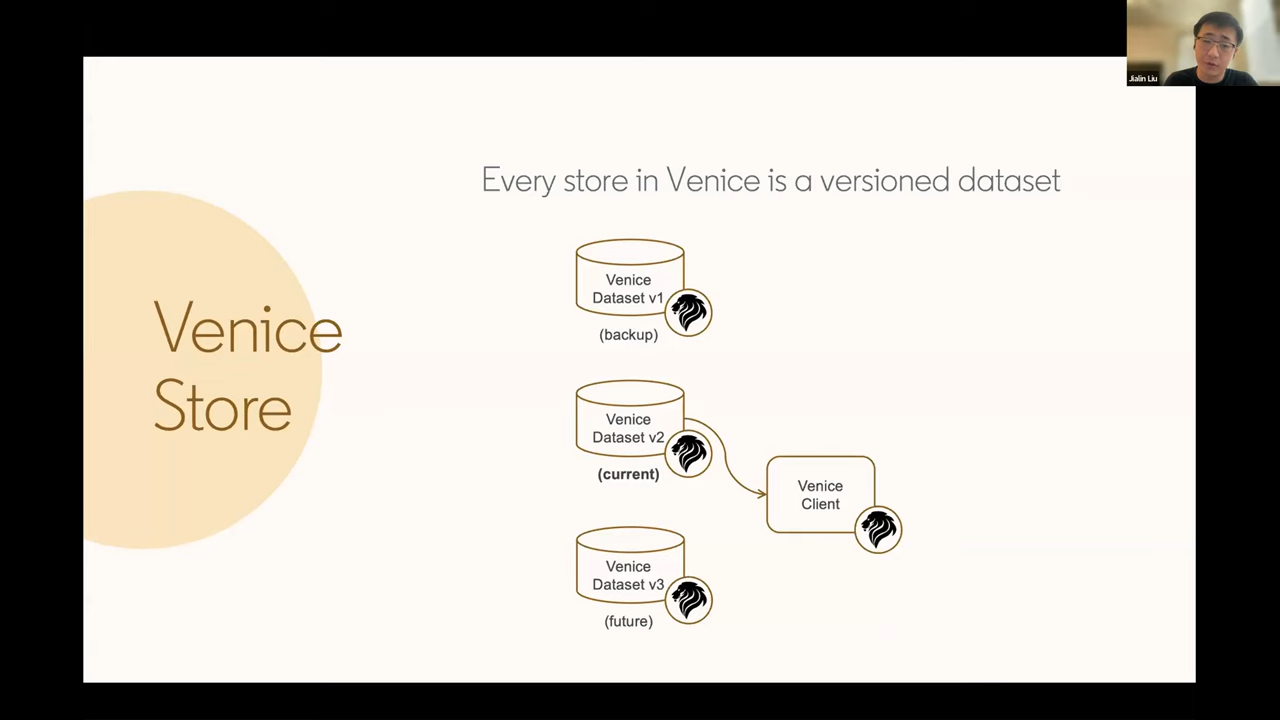 Jialin Liu
Every store in Venice is a versioned dataset
Venice
Store
Venice
Dataset v1
(backup)
Venice
Dataset v2
(current)
Venice
Client
Venice
Dataset v3
(future)